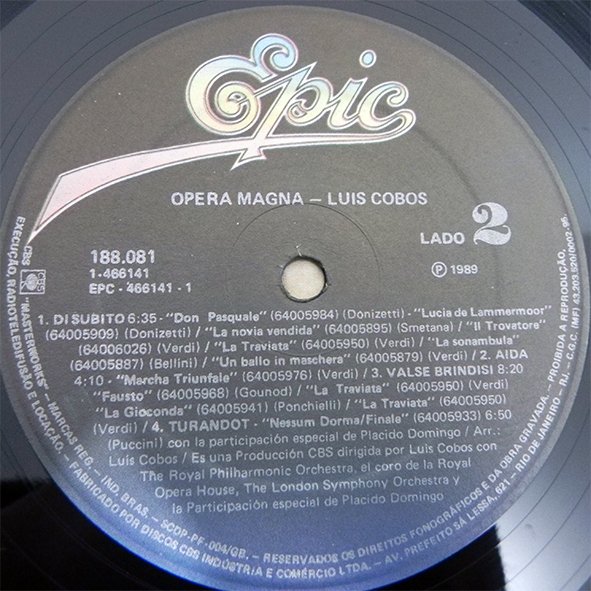 Epic
OPERA MAGNA – LUIS COBOS
188.081
1-466141
EPC - 466141 - 1
LADO 2
℗ 1989
1. DI SUBITO 6:35 - "Don Pasquale" (64005984) (Donizetti) - "Lucia de Lammermoor"
(64005909) (Donizetti) / "La novia vendida" (64005895) (Smetana) / "Il Trovatore"
(64006026) (Verdi) / "La Traviata" (64005950) (Verdi) / "La sonambula"
(64005887) (Bellini) / "Un ballo in maschera" (64005879) (Verdi) / 2. AIDA
4:10 - "Marcha Triunfale" (64005976) (Verdi) / 3. VALSE BRINDISI 8:20
"Fausto" (64005968) (Gounod) / "La Traviata" (64005950) (Verdi)
"La Gioconda" (64005941) (Ponchielli) / "La Traviata" (64005950)
(Verdi) / 4. TURANDOT - "Nessum Dorma/Finale" (64005933) 6:50
(Puccini) con la participación especial de Placido Domingo / Arr.:
Luis Cobos / Es una Producción CBS dirigida por Luis Cobos con
The Royal Philharmonic Orchestra, el coro de la Royal
Opera House, The London Symphony Orchestra y
la Participación especial de Placido Domingo
CBS "MASTERWORKS" - MARCAS REG. - IND. BRAS. - SCDP-PF-004/GB. - RESERVADOS OS DIREITOS FONOGRÁFICOS E DA OBRA GRAVADA. - PROIBIDA A REPRODUÇÃO,
EXECUÇÃO, RADIOTELEDIFUSÃO E LOCAÇÃO. - FABRICADO POR DISCOS CBS INDÚSTRIA E COMÉRCIO LTDA. - AV. PREFEITO SÁ LESSA, 621 - RIO DE JANEIRO - RJ. - C.G.C. (MF) 43.203.520/0002-95.